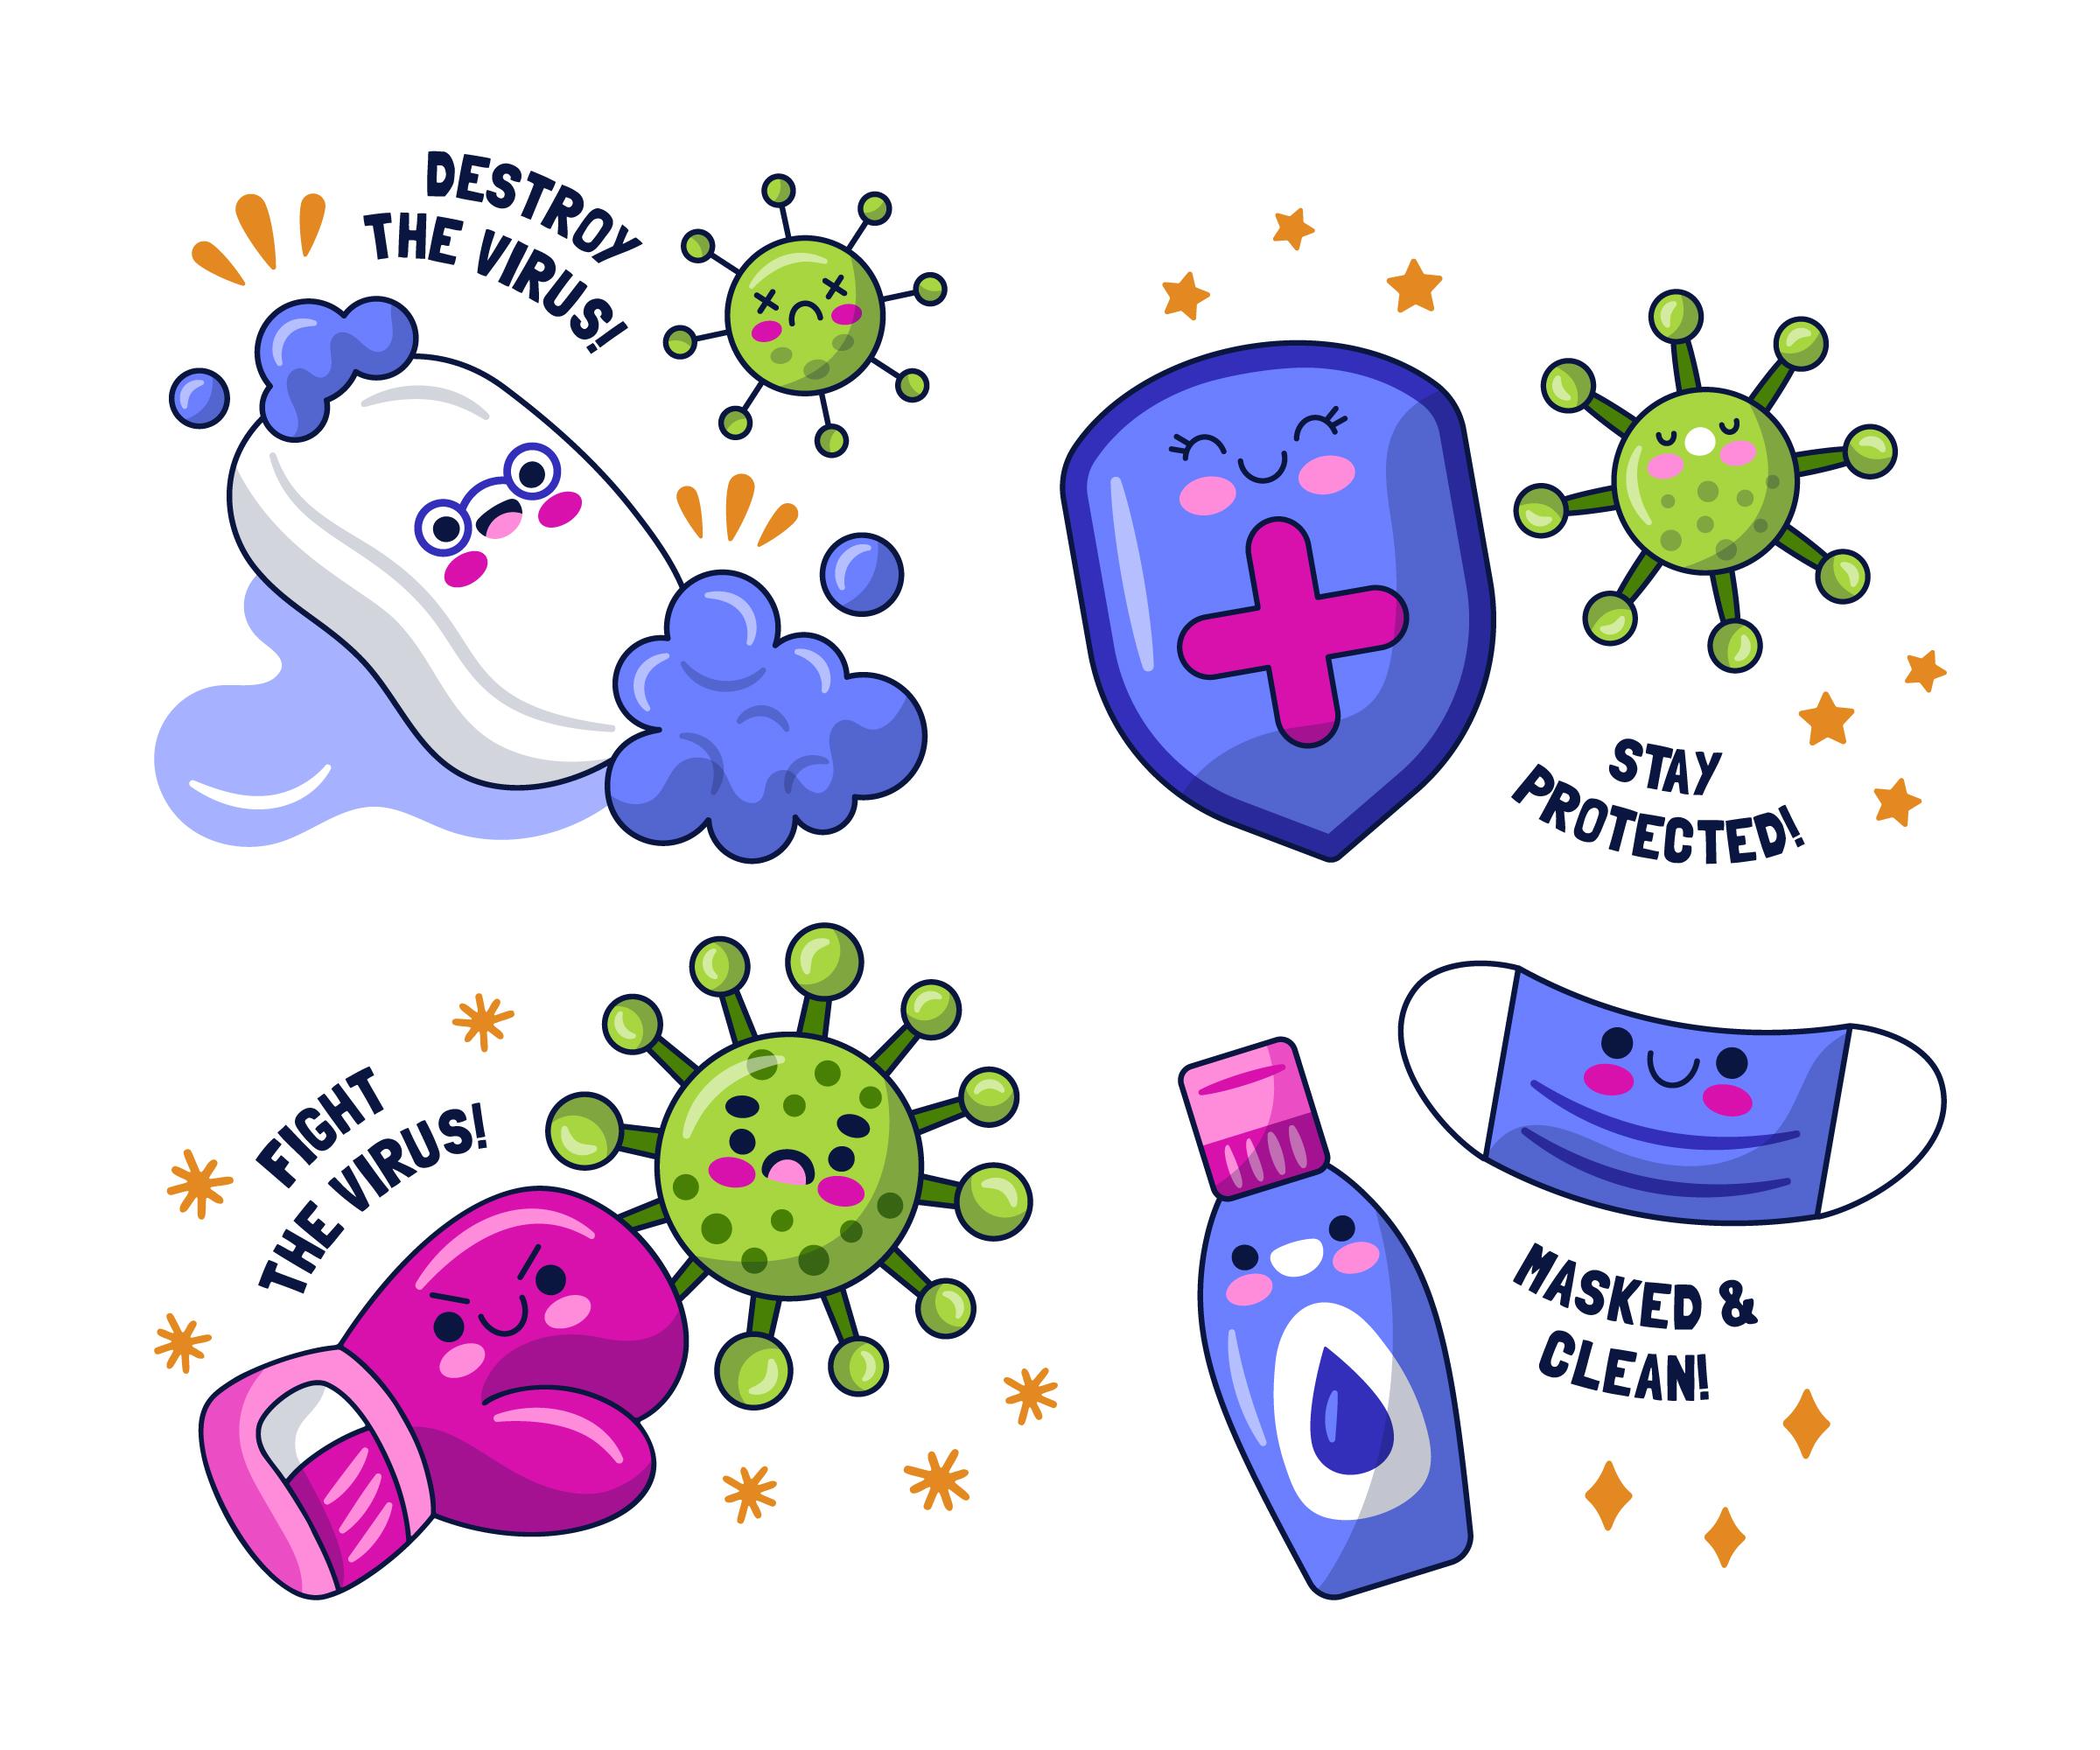 DESTROY
THE VIRUS!
STAY
PROTECTED!
FIGHT
THE VIRUS!
MASKED &
CLEAN!